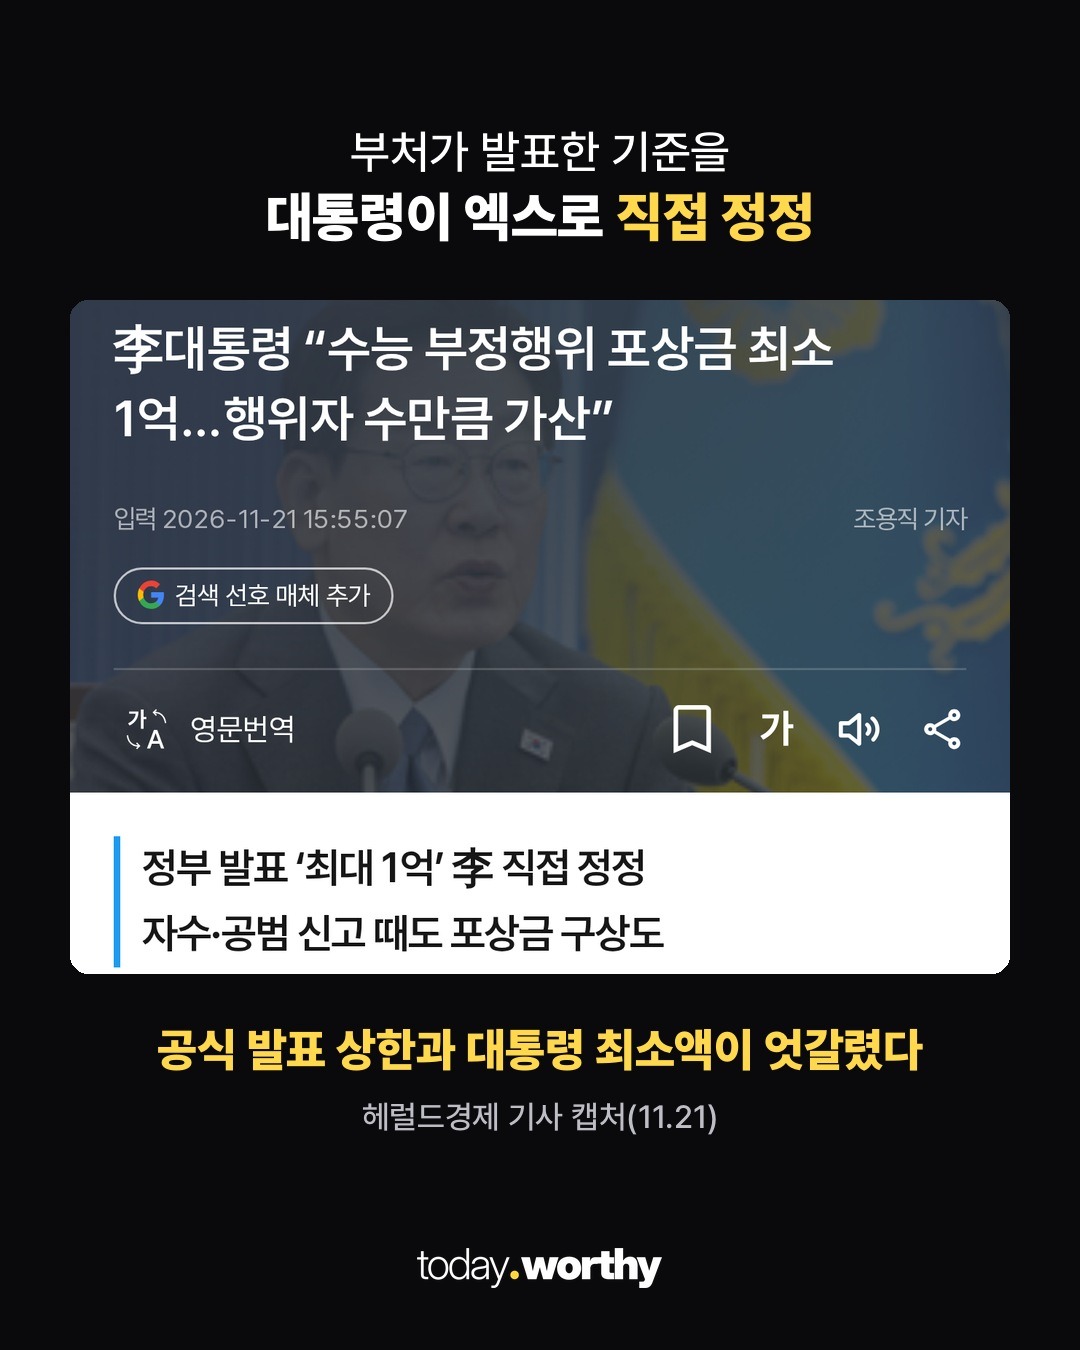 부처가 발표한 기준을
대통령이 엑스로 직접 정정
李대통령 “수능 부정행위 포상금 최소
1억…행위자 수만큼 가산”
입력 2026-11-21 15:55:07
조용직 기자
G 검색 선호 매체 추가
가 A 영문번역
가
정부 발표 ‘최대 1억’ 李 직접 정정
자수·공범 신고 때도 포상금 구상도
공식 발표 상한과 대통령 최소액이 엇갈렸다
헤럴드경제 기사 캡처(11.21)
today.worthy